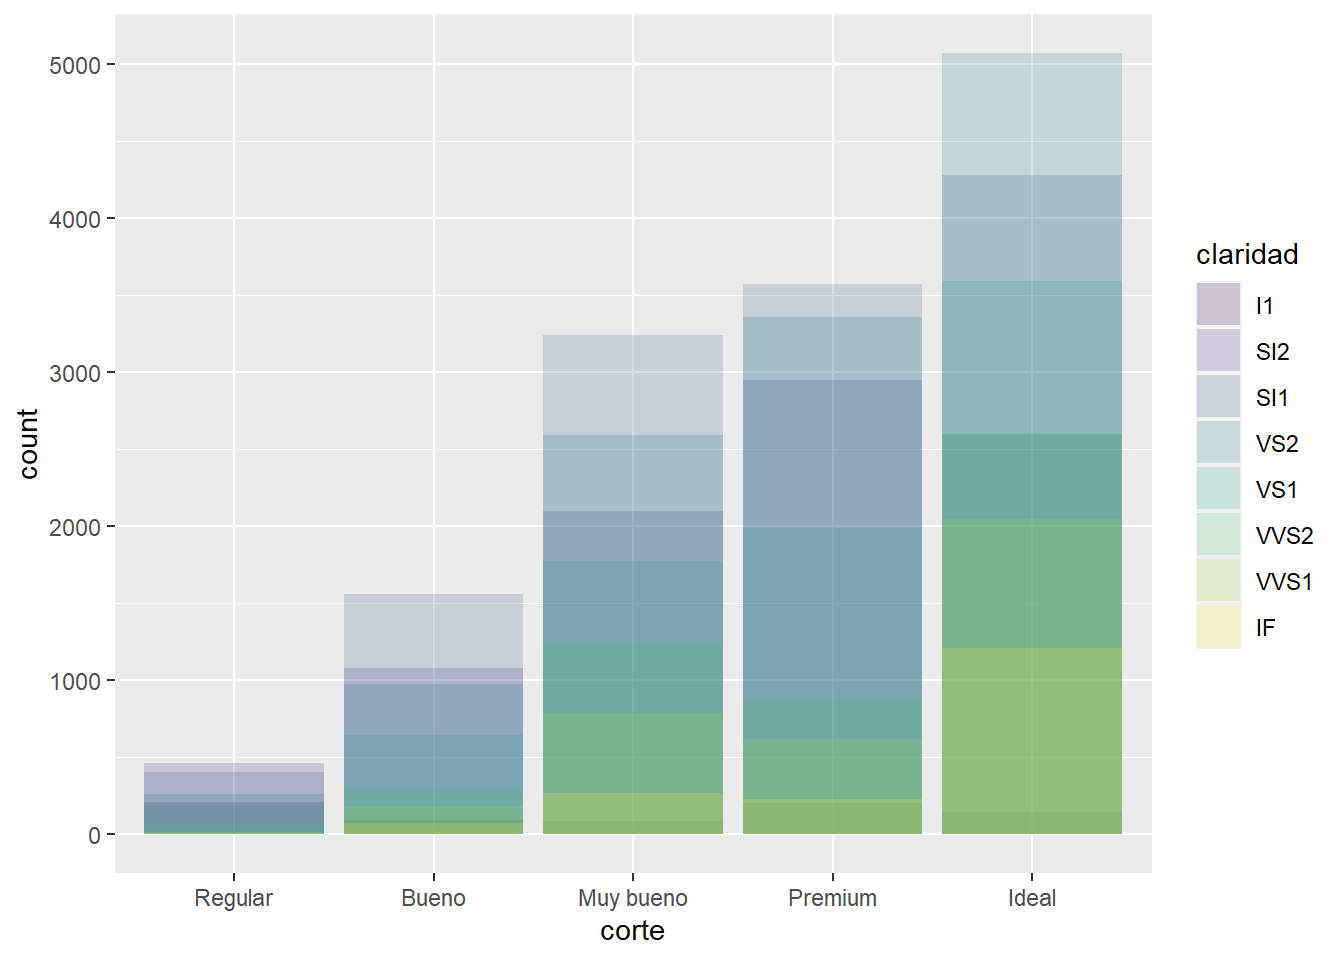 5000
4000
3000
2000
1000
0
count
Regular
Bueno
Muy bueno
Premium
Ideal
corte
claridad
I1
SI2
SI1
VS2
VS1
VVS2
VVS1
IF